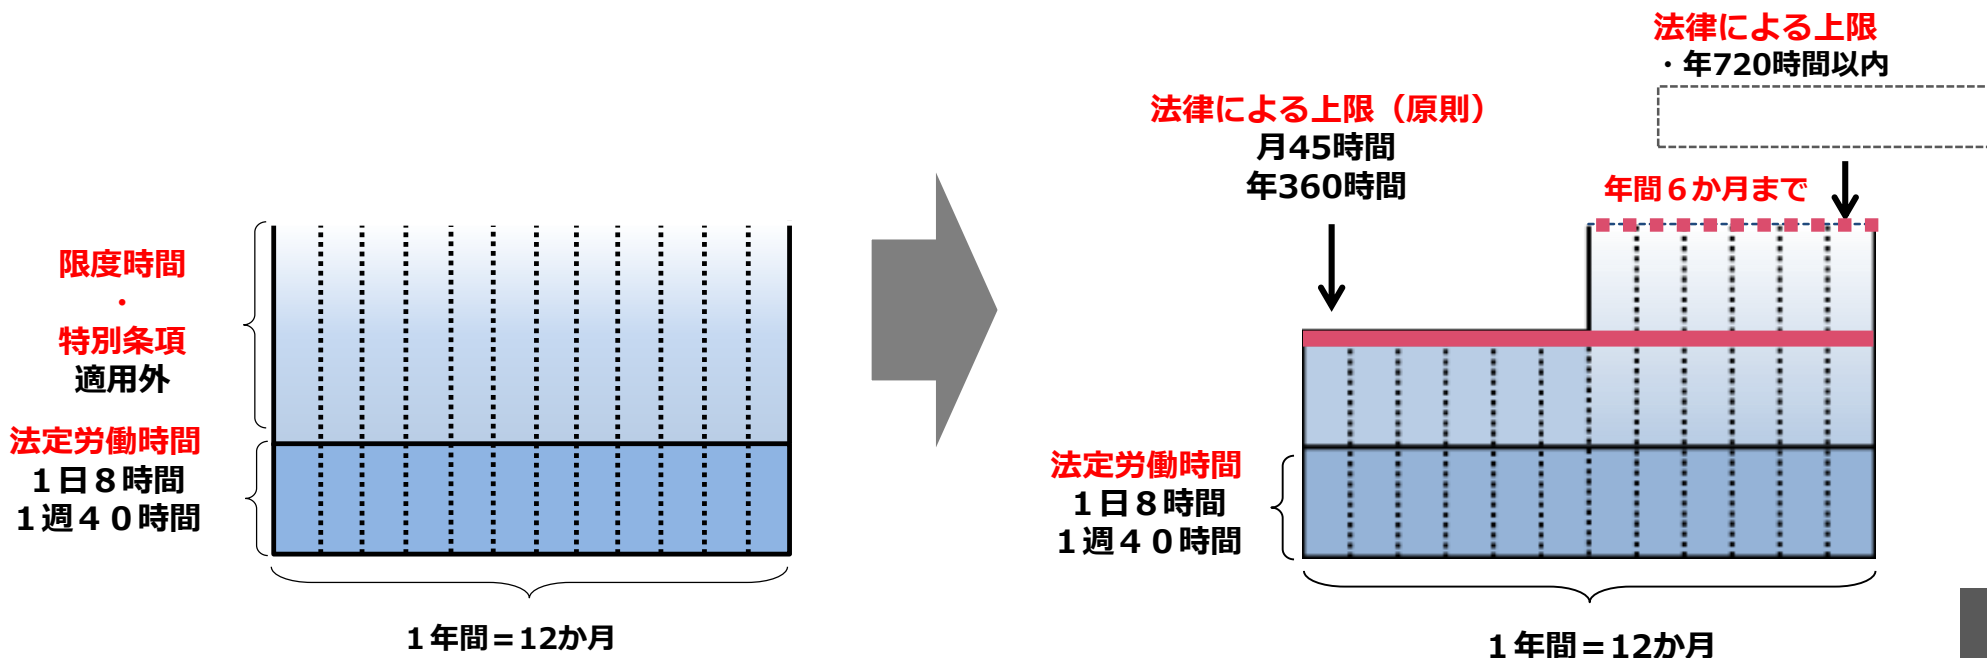 限度時間
・
特別条項
適用外
法定労働時間
１日８時間
１週４０時間
１年間＝12か月
法律による上限（原則）
月45時間
年360時間
法律による上限
・年720時間以内
年間６か月まで
法定労働時間
１日８時間
１週４０時間
１年間＝12か月